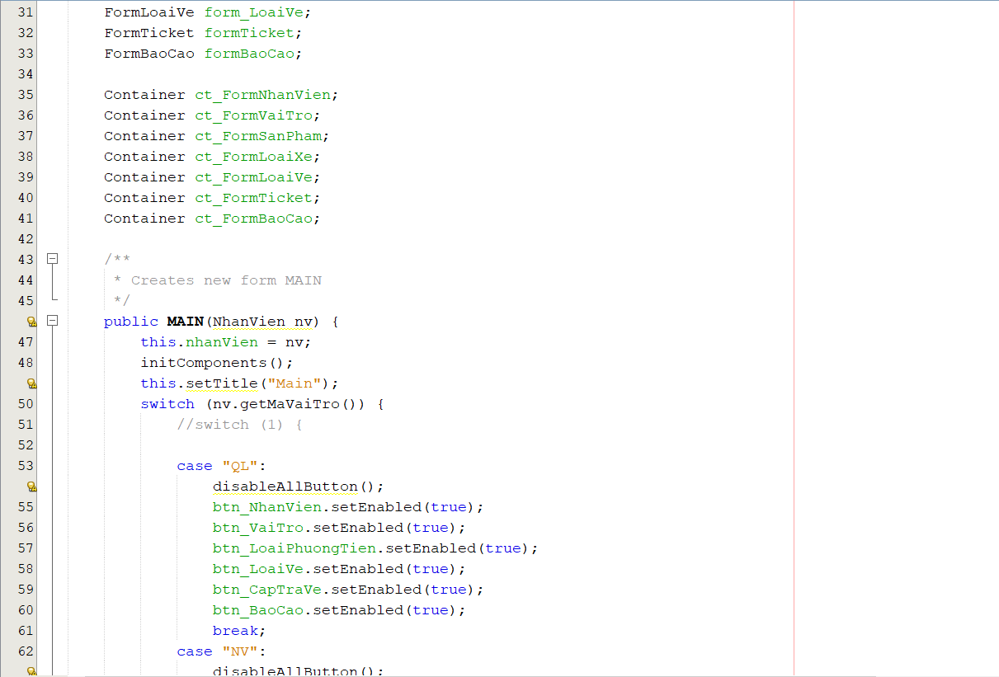 31 FormLoaiVe form_LoaiVe;
32 FormTicket formTicket;
33 FormBaoCao formBaoCao;
34
35 Container ct_FormNhanVien;
36 Container ct_FormVaiTro;
37 Container ct_FormSanPham;
38 Container ct_FormLoaiXe;
39 Container ct_FormLoaiVe;
40 Container ct_FormTicket;
41 Container ct_FormBaoCao;
42
43 /**
44 * Creates new form MAIN
45 */
public MAIN(NhanVien nv) {
47 this.nhanVien = nv;
48 initComponents();
this.setTitle("Main");
50 switch (nv.getMaVaiTro()) {
51 //switch (1) {
52
53 case "QL":
disableAllButton();
55 btn_NhanVien.setEnabled(true);
56 btn_VaiTro.setEnabled(true);
57 btn_LoaiPhuongTien.setEnabled(true);
58 btn_LoaiVe.setEnabled(true);
59 btn_CapTraVe.setEnabled(true);
60 btn_BaoCao.setEnabled(true);
61 break;
62 case "NV":
disableAllButton();